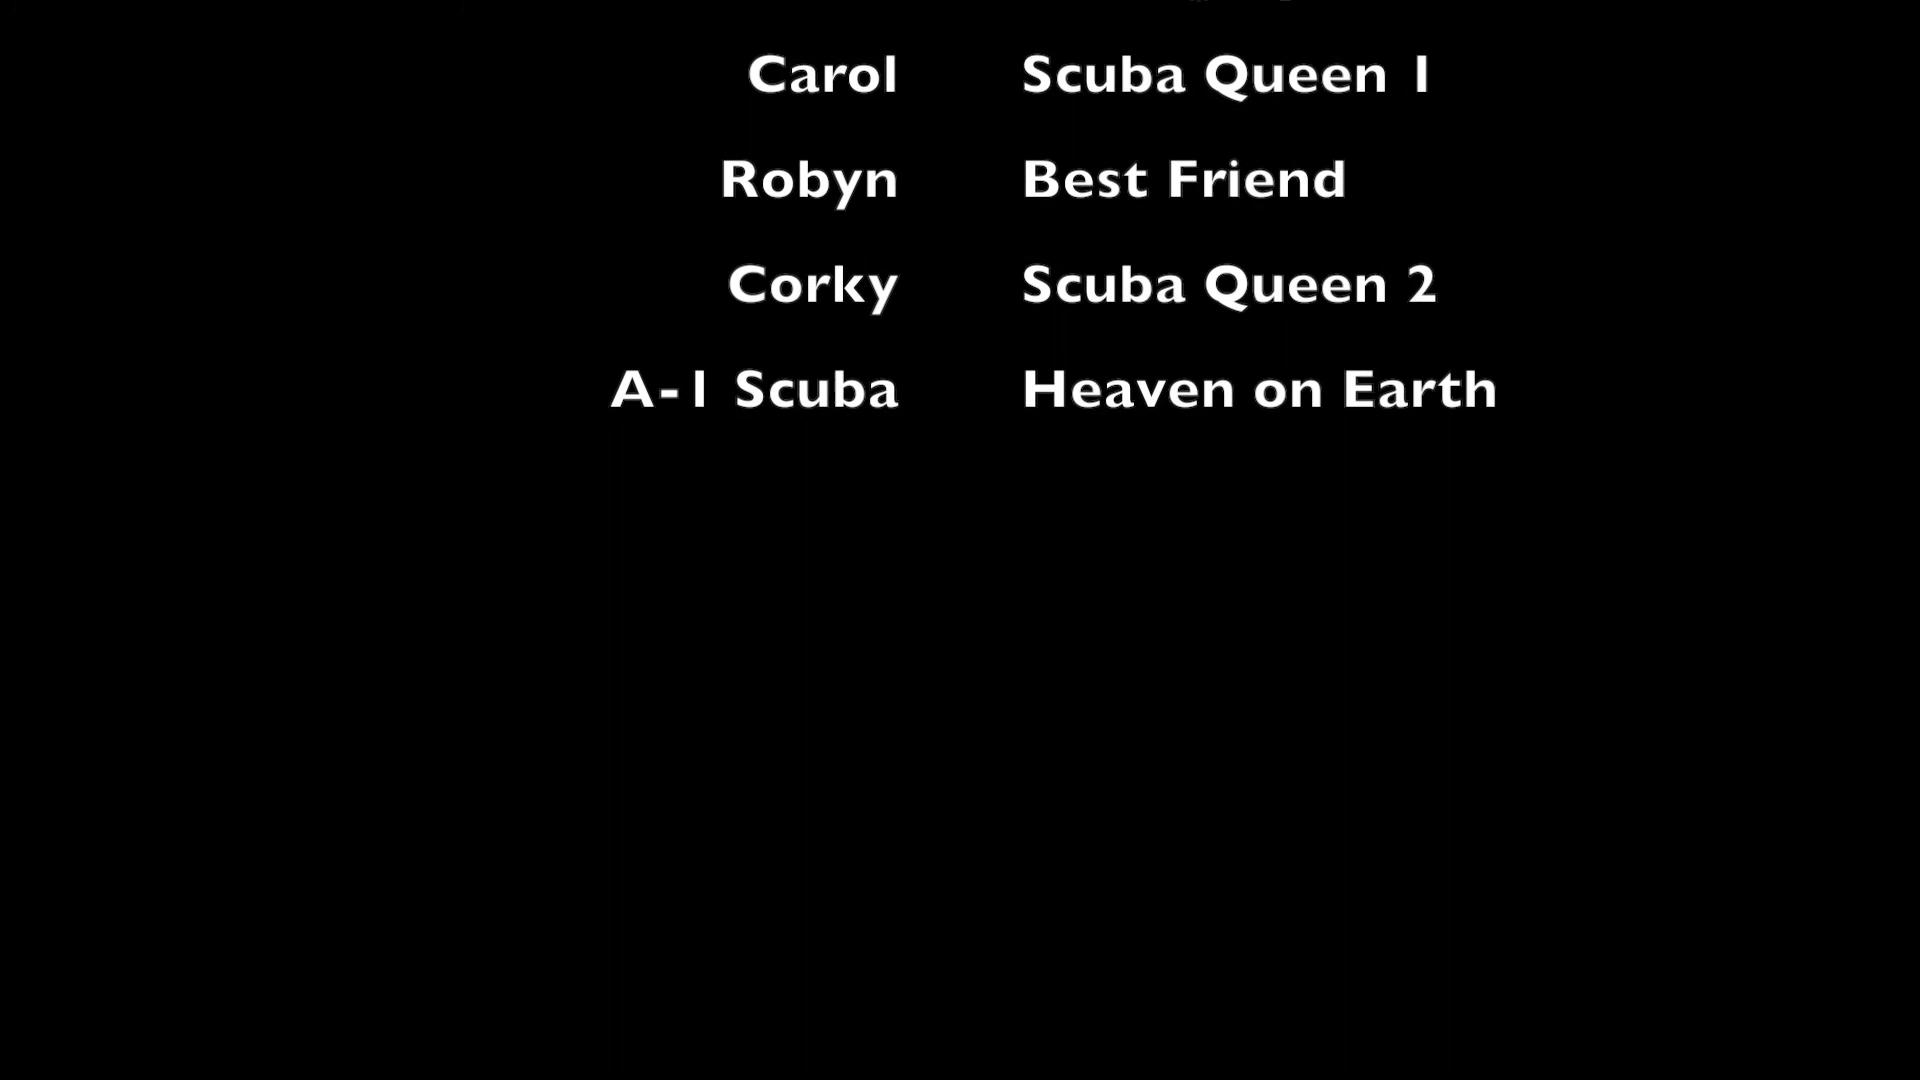 Carol Scuba Queen 1
Robyn Best Friend
Corky Scuba Queen 2
A-1 Scuba Heaven on Earth